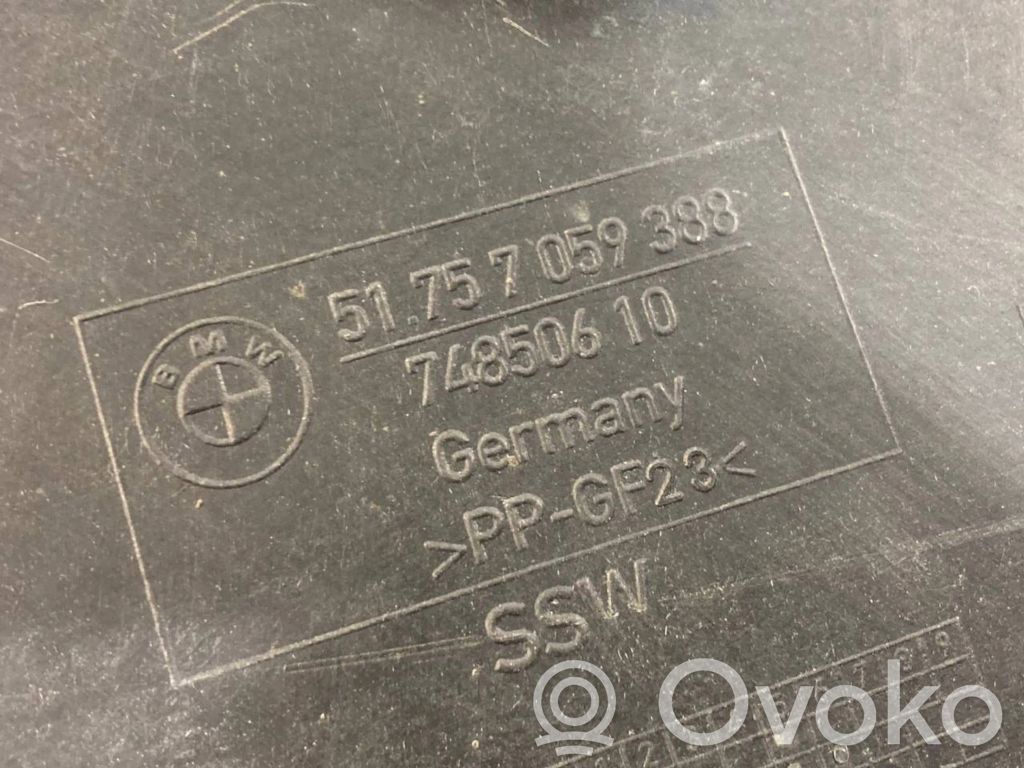 BMW
51.75 7 059 388
748506 10
Germany
>PP-GF23<
SSW
Ovoko